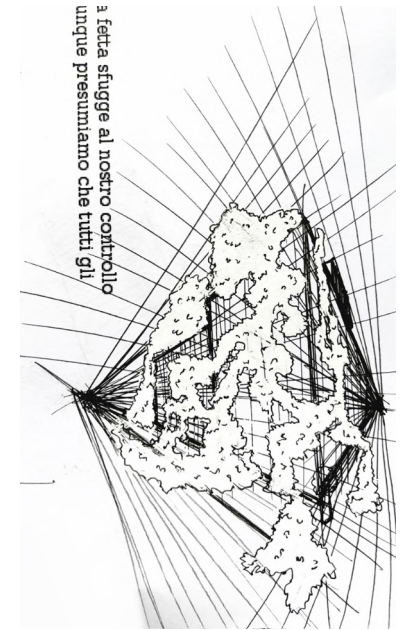 a fetta sfugge al nostro controllo
unque presumiamo che tutti gli